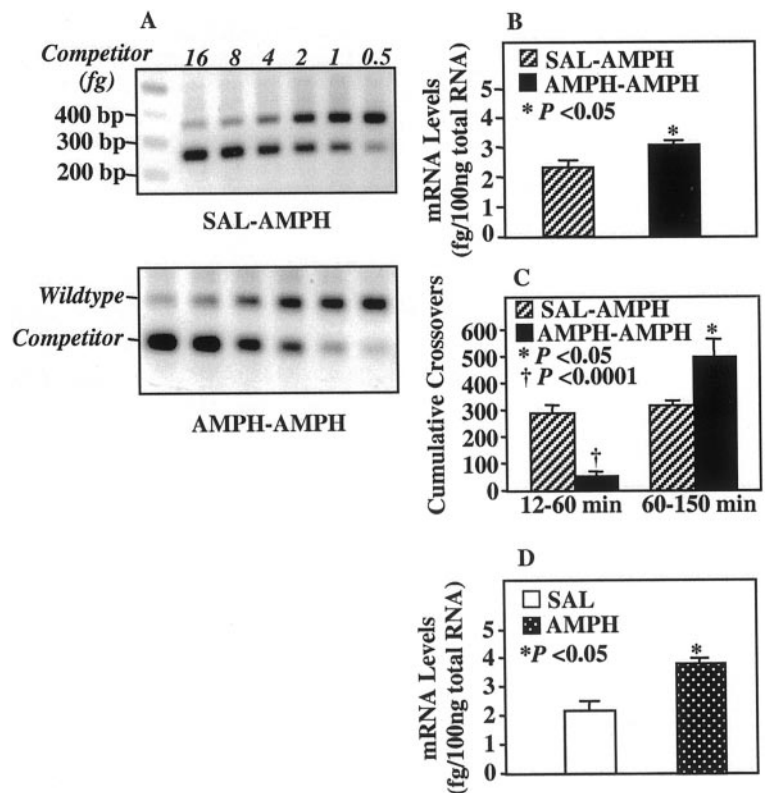 A
Competitor (fg) 16 8 4 2 1 0.5
400 bp
300 bp
200 bp
SAL-AMPH
Wildtype
Competitor
AMPH-AMPH
B
mRNA Levels
(fg/100ng total RNA)
5
4
3
2
1
0
SAL-AMPH
AMPH-AMPH
* P <0.05
*
C
Cumulative Crossovers
600
500
400
300
200
100
0
SAL-AMPH
AMPH-AMPH
* P <0.05
† P <0.0001
†
*
12-60 min 60-150 min
D
mRNA Levels
(fg/100ng total RNA)
5
4
3
2
1
0
SAL
AMPH
*P <0.05
*